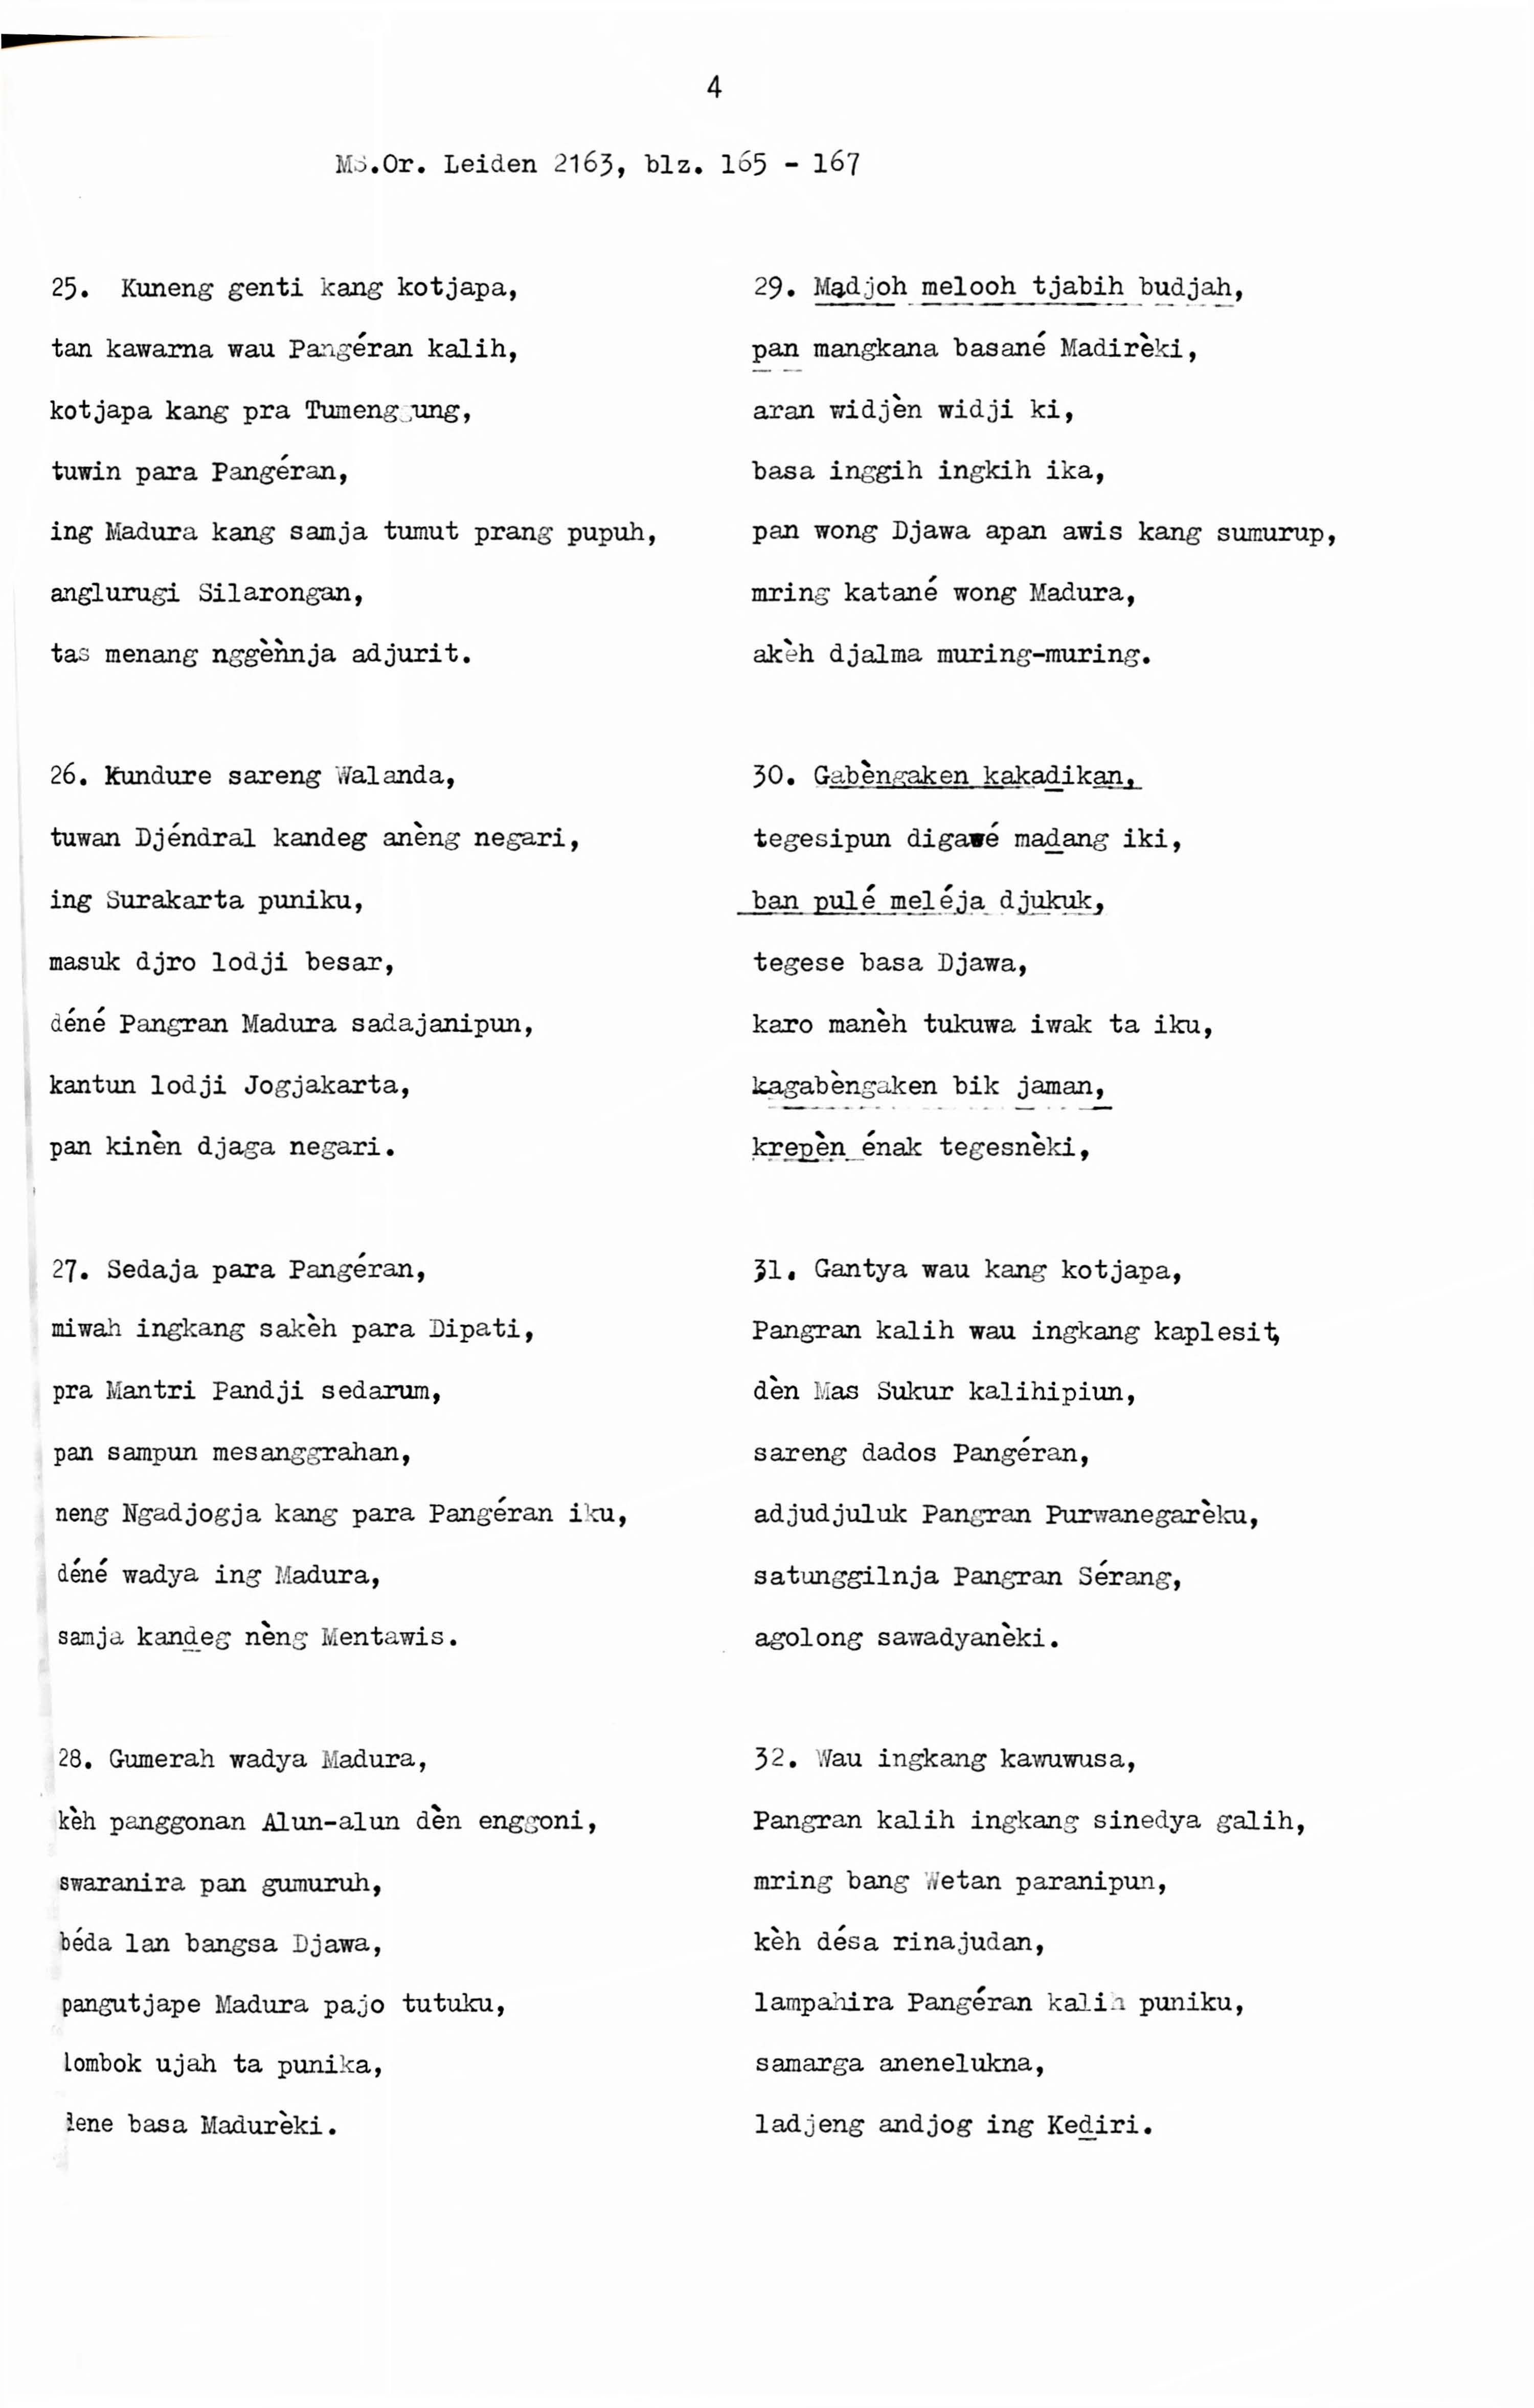 4
MS.Or. Leiden 2163, blz. 165 - 167
25. Kuneng genti kang kotjapa,
tan kawarna wau Pangéran kalih,
kotjapa kang pra Tumenggung,
tuwin para Pangéran,
ing Madura kang samja tumut prang pupuh,
anglurugi Silarongan,
tas menang nggènnja adjurit.
26. Kundure sareng Walanda,
tuwan Djéndral kandeg anèng negari,
ing Surakarta puniku,
masuk djro lodji besar,
déné Pangran Madura sadajanipun,
kantun lodji Jogjakarta,
pan kinèn djaga negari.
27. Sedaja para Pangéran,
miwah ingkang sakèh para Dipati,
pra Mantri Pandji sedarum,
pan sampun mesanggrahan,
neng Ngadjogja kang para Pangéran iku,
déné wadya ing Madura,
samja kanḏeg nèng Mentawis.
28. Gumerah wadya Madura,
kèh panggonan Alun-alun dèn enggoni,
swaranira pan gumuruh,
béda lan bangsa Djawa,
pangutjape Madura pajo tutuku,
lombok ujah ta punika,
lene basa Madurèki.
29. Madjoh melooh tjabih budjah,
pan mangkana basané Madirèki,
aran widjèn widji ki,
basa inggih ingkih ika,
pan wong Djawa apan awis kang sumurup,
mring katané wong Madura,
akèh djalma muring-muring.
30. Gabèngaken kakadikan,
tegesipun digawé maḏang iki,
ban pulé meléja djukuk,
tegese basa Djawa,
karo manèh tukuwa iwak ta iku,
kagabèngaken bik jaman,
krepèn énak tegesnèki,
31. Gantya wau kang kotjapa,
Pangran kalih wau ingkang kaplesit,
dèn Mas Sukur kalihipiun,
sareng dados Pangéran,
adjudjuluk Pangran Purwanegarèku,
satunggilnja Pangran Sérang,
agolong sawadyanèki.
32. Wau ingkang kawuwusa,
Pangran kalih ingkang sinedya galih,
mring bang Wetan paranipun,
kèh désa rinajudan,
lampahira Pangéran kalih puniku,
samarga anenelukna,
ladjeng andjog ing Keḏiri.